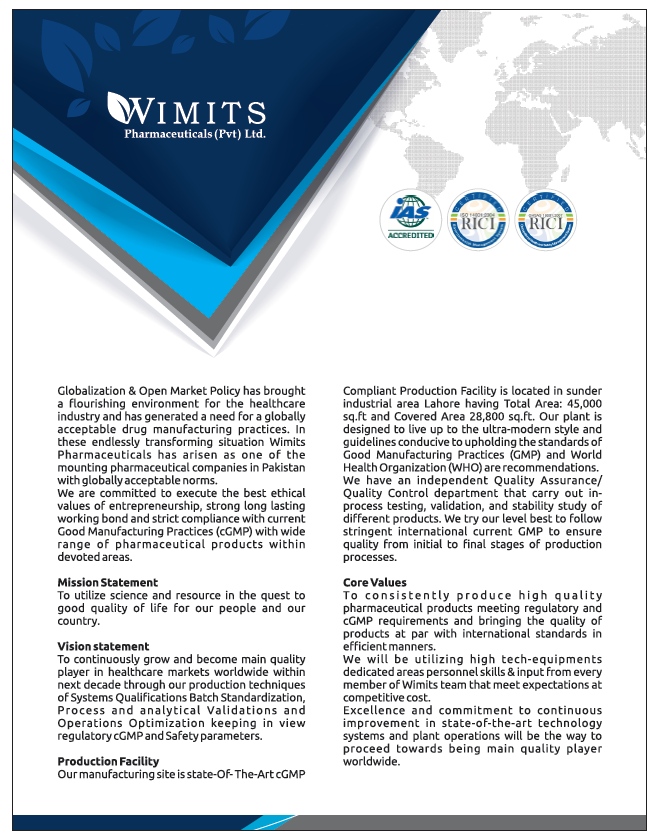 WIMITS
Pharmaceuticals (Pvt) Ltd.
IAS
ACCREDITED
CERTIFIED
ISO 14001:2004
RICI
CERTIFIED
OHSAS 18001:2007
RICI
Globalization & Open Market Policy has brought
a flourishing environment for the healthcare
industry and has generated a need for a globally
acceptable drug manufacturing practices. In
these endlessly transforming situation Wimits
Pharmaceuticals has arisen as one of the
mounting pharmaceutical companies in Pakistan
with globally acceptable norms.
We are committed to execute the best ethical
values of entrepreneurship, strong long lasting
working bond and strict compliance with current
Good Manufacturing Practices (cGMP) with wide
range of pharmaceutical products within
devoted areas.
Mission Statement
To utilize science and resource in the quest to
good quality of life for our people and our
country.
Vision statement
To continuously grow and become main quality
player in healthcare markets worldwide within
next decade through our production techniques
of Systems Qualifications Batch Standardization,
Process and analytical Validations and
Operations Optimization keeping in view
regulatory cGMP and Safety parameters.
Production Facility
Our manufacturing site is state-Of- The-Art cGMP
Compliant Production Facility is located in sunder
industrial area Lahore having Total Area: 45,000
sq.ft and Covered Area 28,800 sq.ft. Our plant is
designed to live up to the ultra-modern style and
guidelines conducive to upholding the standards of
Good Manufacturing Practices (GMP) and World
Health Organization (WHO) are recommendations.
We have an independent Quality Assurance/
Quality Control department that carry out in-
process testing, validation, and stability study of
different products. We try our level best to follow
stringent international current GMP to ensure
quality from initial to final stages of production
processes.
Core Values
To consistently produce high quality
pharmaceutical products meeting regulatory and
cGMP requirements and bringing the quality of
products at par with international standards in
efficient manners.
We will be utilizing high tech-equipments
dedicated areas personnel skills & input from every
member of Wimits team that meet expectations at
competitive cost.
Excellence and commitment to continuous
improvement in state-of-the-art technology
systems and plant operations will be the way to
proceed towards being main quality player
worldwide.